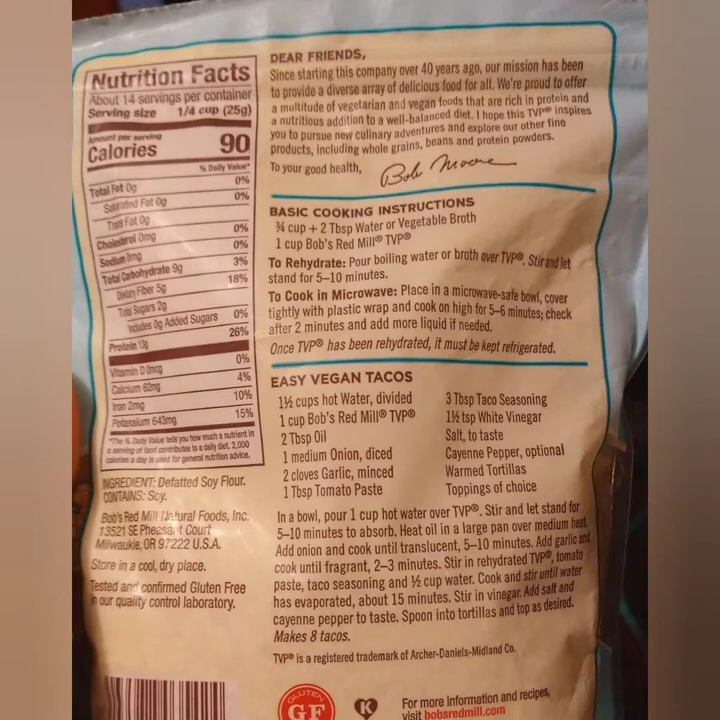 Nutrition Facts
About 14 servings per container
Serving size 1/4 cup (25g)
Amount per serving
Calories 90
% Daily Value*
Total Fat 0g 0%
Saturated Fat 0g 0%
Trans Fat 0g
Cholesterol 0mg 0%
Sodium 0mg 0%
Total Carbohydrate 9g 3%
Dietary Fiber 5g 18%
Total Sugars 2g
Includes 0g Added Sugars 0%
Protein 13g 26%
Vitamin D 0mcg 0%
Calcium 62mg 4%
Iron 2mg 10%
Potassium 643mg 15%
*The % Daily Value tells you how much a nutrient in
a serving of food contributes to a daily diet. 2,000
calories a day is used for general nutrition advice.
INGREDIENT: Defatted Soy Flour.
CONTAINS: Soy.
Bob's Red Mill Natural Foods, Inc.
13521 SE Pheasant Court
Milwaukie, OR 97222 U.S.A.
Store in a cool, dry place.
Tested and confirmed Gluten Free
in our quality control laboratory.
DEAR FRIENDS,
Since starting this company over 40 years ago, our mission has been
to provide a diverse array of delicious food for all. We're proud to offer
a multitude of vegetarian and vegan foods that are rich in protein and
a nutritious addition to a well-balanced diet. I hope this TVP® inspires
you to pursue new culinary adventures and explore our other fine
products, including whole grains, beans and protein powders.
To your good health, Bob Moore
BASIC COOKING INSTRUCTIONS
¾ cup + 2 Tbsp Water or Vegetable Broth
1 cup Bob's Red Mill® TVP®
To Rehydrate: Pour boiling water or broth over TVP®. Stir and let
stand for 5–10 minutes.
To Cook in Microwave: Place in a microwave-safe bowl, cover
tightly with plastic wrap and cook on high for 5–6 minutes; check
after 2 minutes and add more liquid if needed.
Once TVP® has been rehydrated, it must be kept refrigerated.
EASY VEGAN TACOS
1½ cups hot Water, divided
1 cup Bob's Red Mill® TVP®
2 Tbsp Oil
1 medium Onion, diced
2 cloves Garlic, minced
1 Tbsp Tomato Paste
3 Tbsp Taco Seasoning
1½ tsp White Vinegar
Salt, to taste
Cayenne Pepper, optional
Warmed Tortillas
Toppings of choice
In a bowl, pour 1 cup hot water over TVP®. Stir and let stand for
5–10 minutes to absorb. Heat oil in a large pan over medium heat.
Add onion and cook until translucent, 5–10 minutes. Add garlic and
cook until fragrant, 2–3 minutes. Stir in rehydrated TVP®, tomato
paste, taco seasoning and ½ cup water. Cook and stir until water
has evaporated, about 15 minutes. Stir in vinegar. Add salt and
cayenne pepper to taste. Spoon into tortillas and top as desired.
Makes 8 tacos.
TVP® is a registered trademark of Archer-Daniels-Midland Co.
GLUTEN
GF
K
For more information and recipes,
visit bobsredmill.com